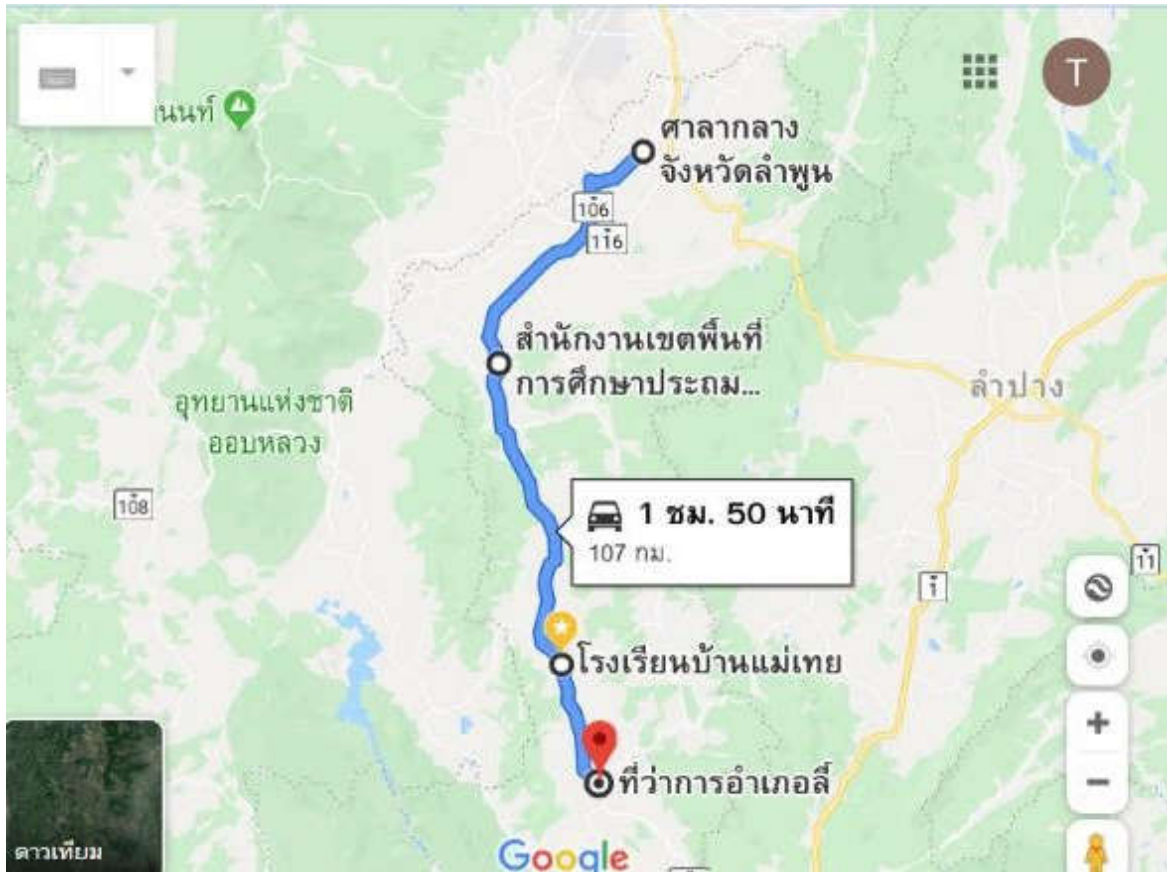 นนท์
T
ศาลากลาง
จังหวัดลำพูน
106
116
สำนักงานเขตพื้นที่
การศึกษาประถม...
ลำปาง
อุทยานแห่งชาติ
ออบหลวง
108
1 ชม. 50 นาที
107 กม.
11
1
โรงเรียนบ้านแม่เทย
+
ที่ว่าการอำเภอลี้
−
ดาวเทียม
Google